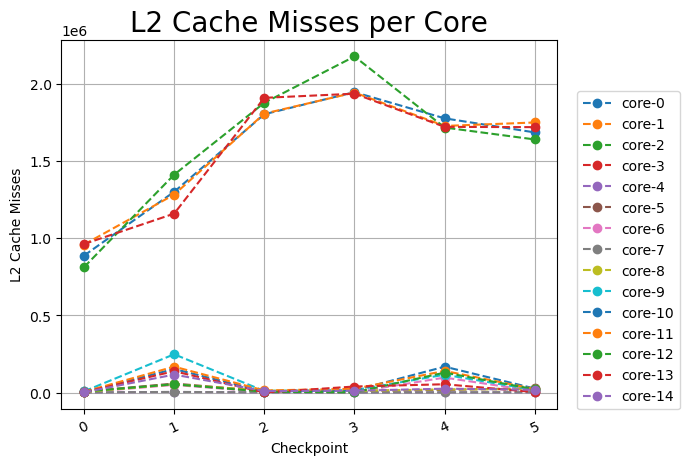 L2 Cache Misses per Core
1e6
2.0
1.5
1.0
0.5
0.0
L2 Cache Misses
0 1 2 3 4 5
Checkpoint
core-0
core-1
core-2
core-3
core-4
core-5
core-6
core-7
core-8
core-9
core-10
core-11
core-12
core-13
core-14